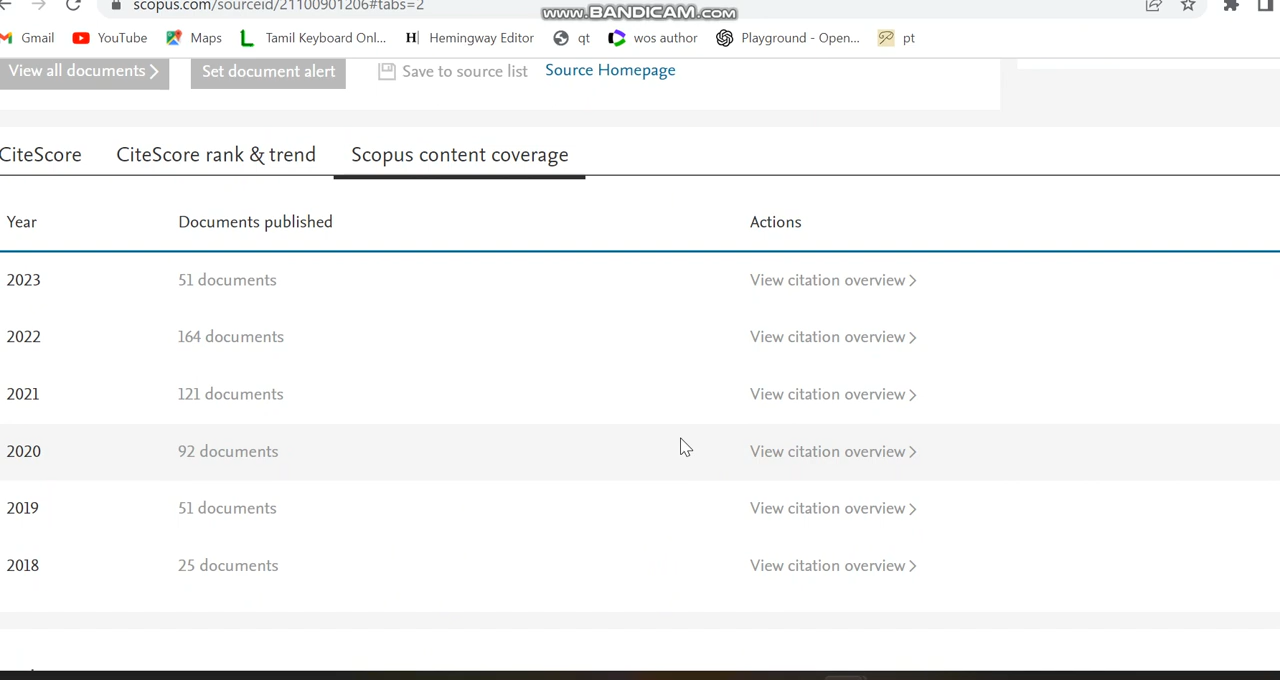 scopus.com/sourceid/21100901206#tabs=2
www.BANDICAM.com
Gmail YouTube Maps Tamil Keyboard Onl... Hemingway Editor qt wos author Playground - Open... pt
View all documents Set document alert Save to source list Source Homepage
CiteScore CiteScore rank & trend Scopus content coverage
Year Documents published Actions
2023 51 documents View citation overview
2022 164 documents View citation overview
2021 121 documents View citation overview
2020 92 documents View citation overview
2019 51 documents View citation overview
2018 25 documents View citation overview